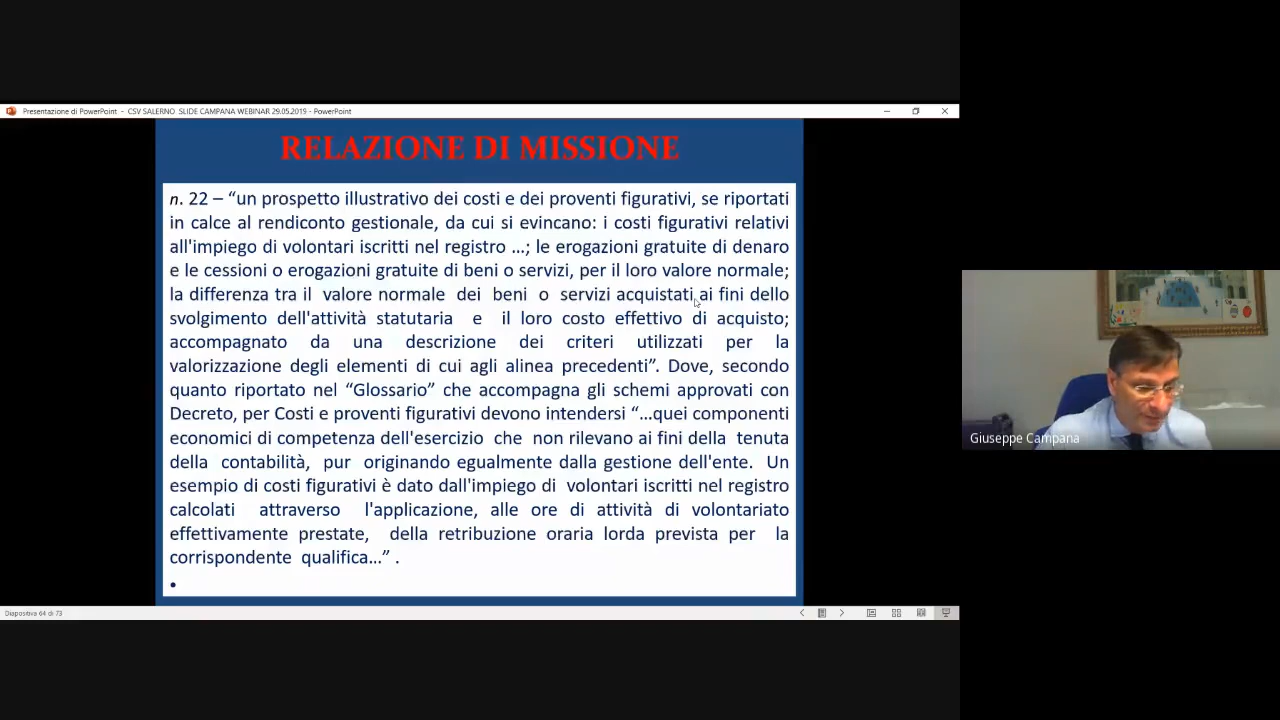 Presentazione di PowerPoint - CSV SALERNO SLIDE CAMPANA WEBINAR 29.05.2019 - PowerPoint
RELAZIONE DI MISSIONE
n. 22 – “un prospetto illustrativo dei costi e dei proventi figurativi, se riportati
in calce al rendiconto gestionale, da cui si evincano: i costi figurativi relativi
all'impiego di volontari iscritti nel registro ...; le erogazioni gratuite di denaro
e le cessioni o erogazioni gratuite di beni o servizi, per il loro valore normale;
la differenza tra il valore normale dei beni o servizi acquistati ai fini dello
svolgimento dell'attività statutaria e il loro costo effettivo di acquisto;
accompagnato da una descrizione dei criteri utilizzati per la
valorizzazione degli elementi di cui agli alinea precedenti”. Dove, secondo
quanto riportato nel “Glossario” che accompagna gli schemi approvati con
Decreto, per Costi e proventi figurativi devono intendersi “...quei componenti
economici di competenza dell'esercizio che non rilevano ai fini della tenuta
della contabilità, pur originando egualmente dalla gestione dell'ente. Un
esempio di costi figurativi è dato dall'impiego di volontari iscritti nel registro
calcolati attraverso l'applicazione, alle ore di attività di volontariato
effettivamente prestate, della retribuzione oraria lorda prevista per la
corrispondente qualifica...” .
•
Diapositiva 64 di 73
Giuseppe Campana